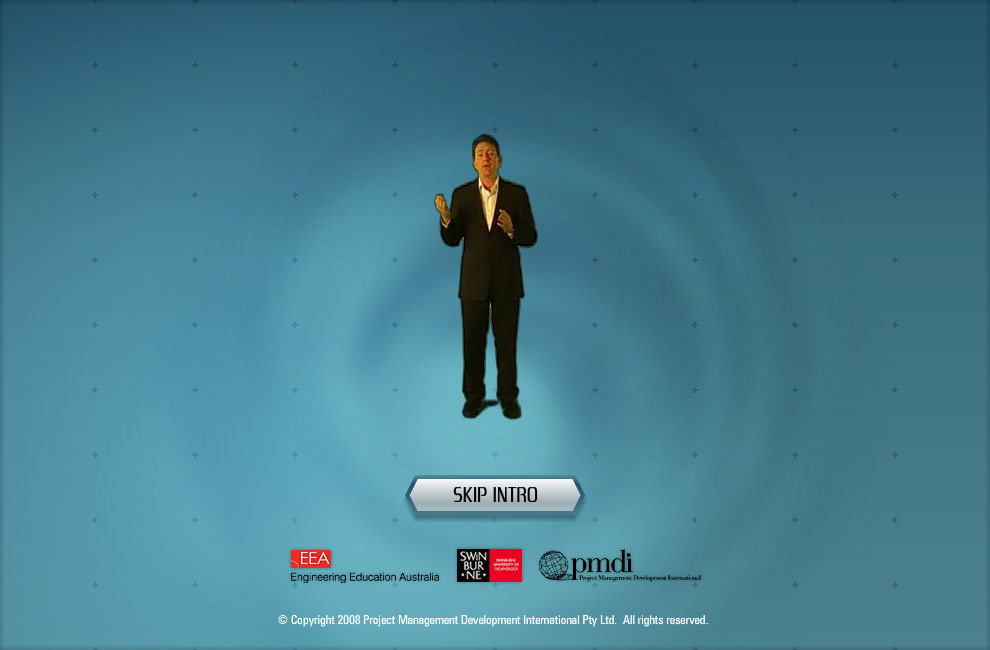 SKIP INTRO
EEA
Engineering Education Australia
SWIN
BUR
• NE •
SWINBURNE
UNIVERSITY OF
TECHNOLOGY
pmdi
Project Management Development International
© Copyright 2008 Project Management Development International Pty Ltd. All rights reserved.